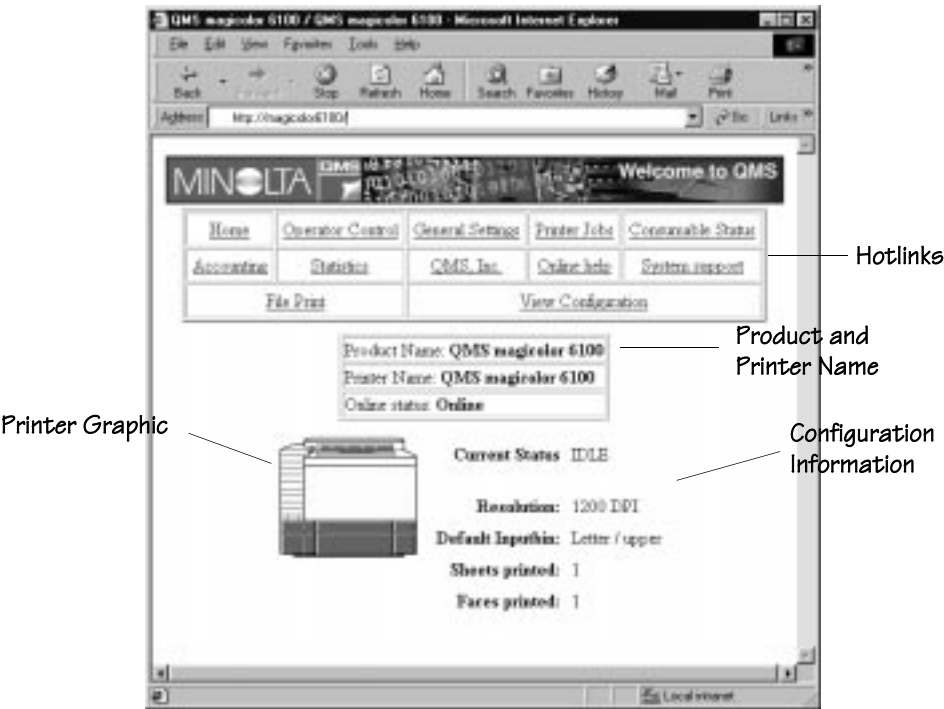 QMS magicolor 6100 / QMS magicolor 6100 - Microsoft Internet Explorer
File Edit View Favorites Tools Help
Back Forward Stop Refresh Home Search Favorites History Mail Print
Address http://magicolor6100/ Go Links
MINOLTA QMS Welcome to QMS
Home Operator Control General Settings Printer Jobs Consumable Status
Accounting Statistics QMS, Inc. Online help System support
File Print View Configuration
Hotlinks
Product Name: QMS magicolor 6100
Printer Name: QMS magicolor 6100
Online status: Online
Product and
Printer Name
Printer Graphic
Current Status IDLE
Configuration
Information
Resolution: 1200 DPI
Default Inputbin: Letter / upper
Sheets printed: 1
Faces printed: 1
Local intranet